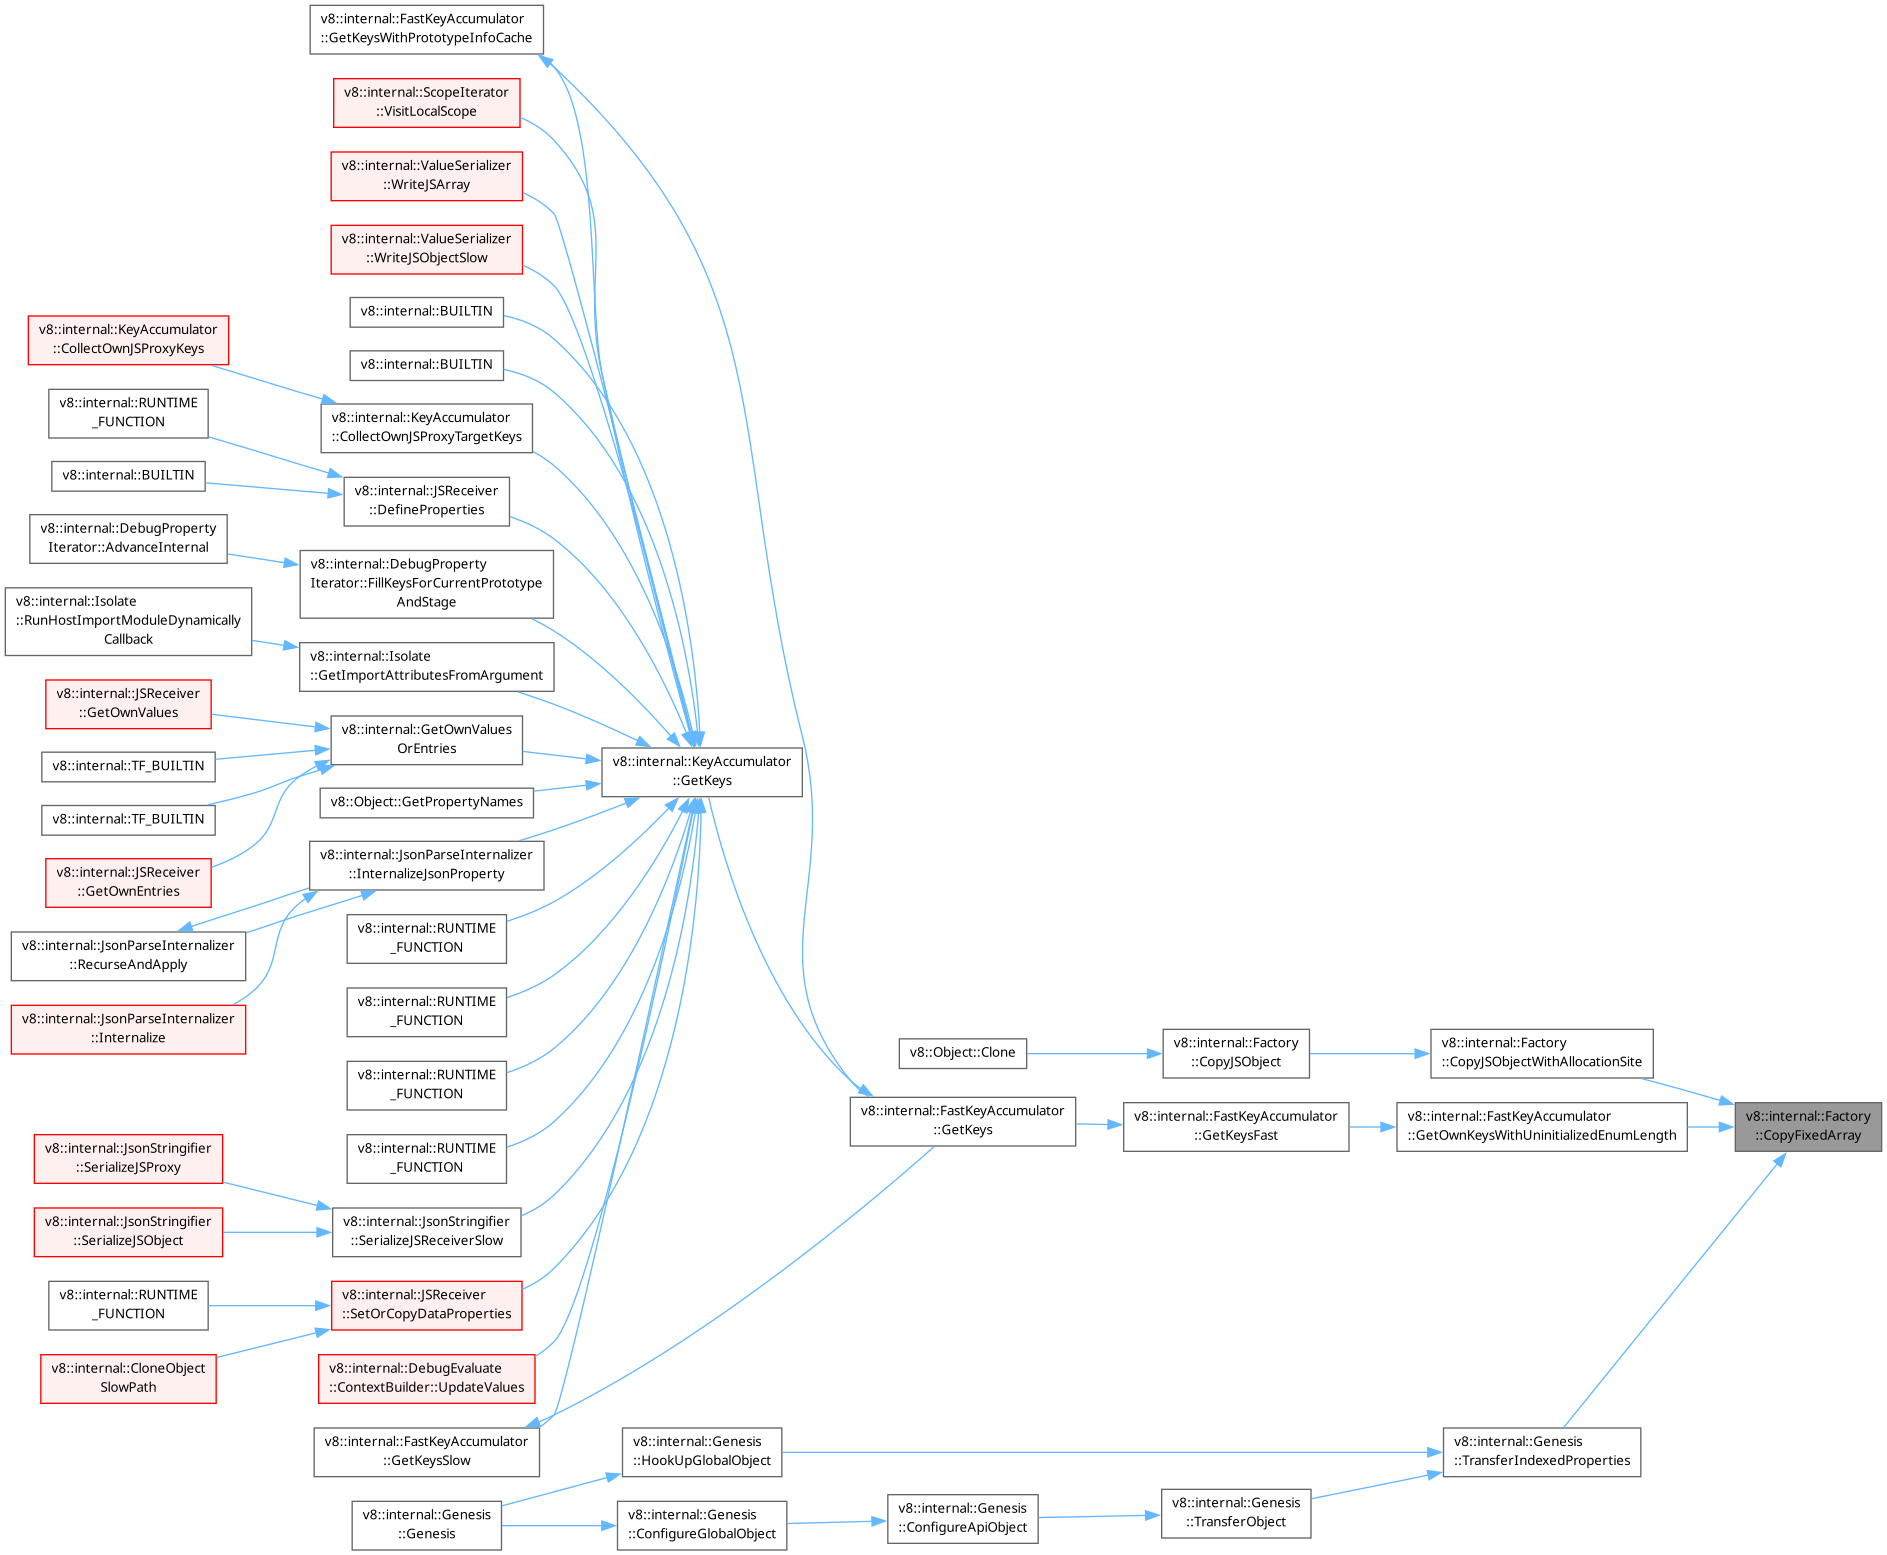 v8::internal::FastKeyAccumulator
::GetKeysWithPrototypeInfoCache
v8::internal::ScopeIterator
::VisitLocalScope
v8::internal::ValueSerializer
::WriteJSArray
v8::internal::ValueSerializer
::WriteJSObjectSlow
v8::internal::BUILTIN
v8::internal::KeyAccumulator
::CollectOwnJSProxyKeys
v8::internal::BUILTIN
v8::internal::RUNTIME
_FUNCTION
v8::internal::KeyAccumulator
::CollectOwnJSProxyTargetKeys
v8::internal::BUILTIN
v8::internal::JSReceiver
::DefineProperties
v8::internal::DebugProperty
Iterator::AdvanceInternal
v8::internal::DebugProperty
Iterator::FillKeysForCurrentPrototype
AndStage
v8::internal::Isolate
::RunHostImportModuleDynamically
Callback
v8::internal::Isolate
::GetImportAttributesFromArgument
v8::internal::JSReceiver
::GetOwnValues
v8::internal::GetOwnValues
OrEntries
v8::internal::TF_BUILTIN
v8::internal::KeyAccumulator
::GetKeys
v8::Object::GetPropertyNames
v8::internal::TF_BUILTIN
v8::internal::JsonParseInternalizer
::InternalizeJsonProperty
v8::internal::JSReceiver
::GetOwnEntries
v8::internal::RUNTIME
_FUNCTION
v8::internal::JsonParseInternalizer
::RecurseAndApply
v8::internal::RUNTIME
_FUNCTION
v8::internal::JsonParseInternalizer
::Internalize
v8::internal::RUNTIME
_FUNCTION
v8::Object::Clone
v8::internal::Factory
::CopyJSObject
v8::internal::Factory
::CopyJSObjectWithAllocationSite
v8::internal::FastKeyAccumulator
::GetKeys
v8::internal::FastKeyAccumulator
::GetKeysFast
v8::internal::FastKeyAccumulator
::GetOwnKeysWithUninitializedEnumLength
v8::internal::Factory
::CopyFixedArray
v8::internal::RUNTIME
_FUNCTION
v8::internal::JsonStringifier
::SerializeJSProxy
v8::internal::JsonStringifier
::SerializeJSObject
v8::internal::JsonStringifier
::SerializeJSReceiverSlow
v8::internal::RUNTIME
_FUNCTION
v8::internal::JSReceiver
::SetOrCopyDataProperties
v8::internal::CloneObject
SlowPath
v8::internal::DebugEvaluate
::ContextBuilder::UpdateValues
v8::internal::FastKeyAccumulator
::GetKeysSlow
v8::internal::Genesis
::HookUpGlobalObject
v8::internal::Genesis
::TransferIndexedProperties
v8::internal::Genesis
::Genesis
v8::internal::Genesis
::ConfigureGlobalObject
v8::internal::Genesis
::ConfigureApiObject
v8::internal::Genesis
::TransferObject